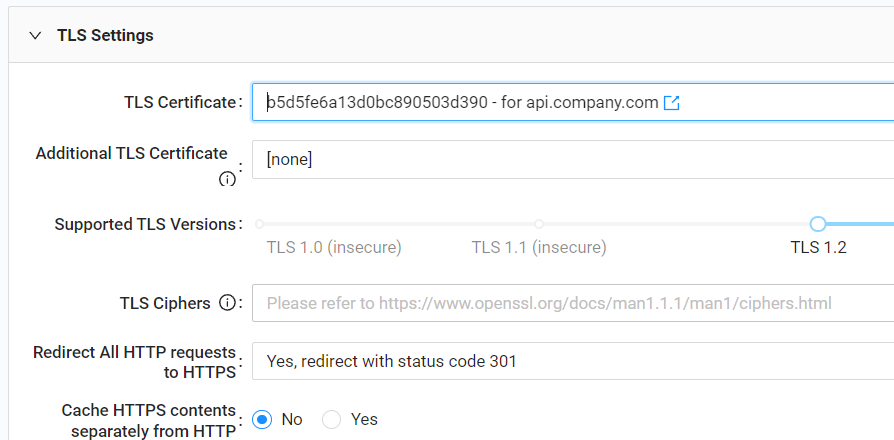 TLS Settings
TLS Certificate: b5d5fe6a13d0bc890503d390 - for api.company.com
Additional TLS Certificate : [none]
Supported TLS Versions:
TLS 1.0 (insecure) TLS 1.1 (insecure) TLS 1.2
TLS Ciphers : Please refer to https://www.openssl.org/docs/man1.1.1/man1/ciphers.html
Redirect All HTTP requests
to HTTPS : Yes, redirect with status code 301
Cache HTTPS contents
separately from HTTP : No Yes